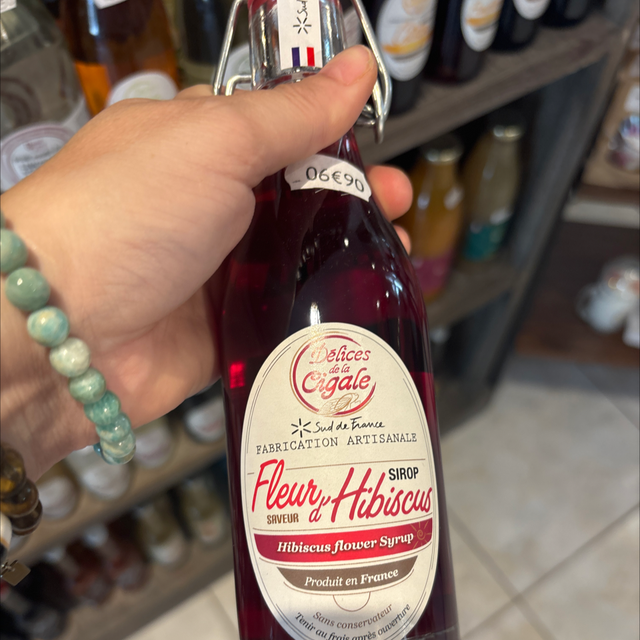 Sud
06€90
Délices
de la
Cigale
Sud de France
FABRICATION ARTISANALE
SIROP
Fleur d'Hibiscus
SAVEUR
Hibiscus flower Syrup
Produit en France
Sans conservateur
Tenir au frais après ouverture